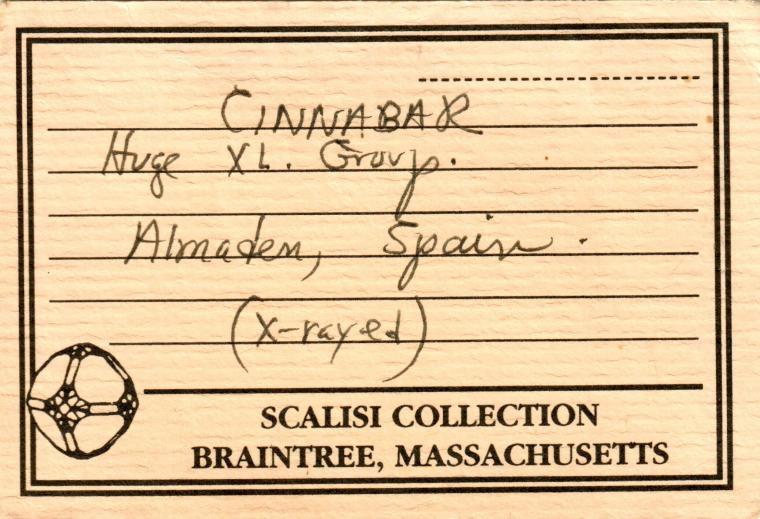 CINNABAR
Huge XL. Group.
Almaden, Spain.
(X-rayed)
SCALISI COLLECTION
BRAINTREE, MASSACHUSETTS